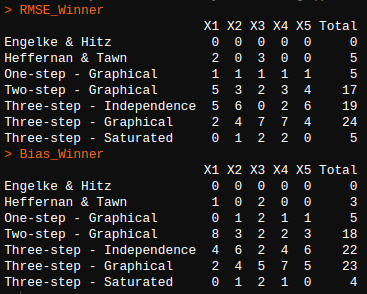 > RMSE_Winner
X1 X2 X3 X4 X5 Total
Engelke & Hitz 0 0 0 0 0 0
Heffernan & Tawn 2 0 3 0 0 5
One-step - Graphical 1 1 1 1 1 5
Two-step - Graphical 5 3 2 3 4 17
Three-step - Independence 5 6 0 2 6 19
Three-step - Graphical 2 4 7 7 4 24
Three-step - Saturated 0 1 2 2 0 5
> Bias_Winner
X1 X2 X3 X4 X5 Total
Engelke & Hitz 0 0 0 0 0 0
Heffernan & Tawn 1 0 2 0 0 3
One-step - Graphical 0 1 2 1 1 5
Two-step - Graphical 8 3 2 2 3 18
Three-step - Independence 4 6 2 4 6 22
Three-step - Graphical 2 4 5 7 5 23
Three-step - Saturated 0 1 2 1 0 4